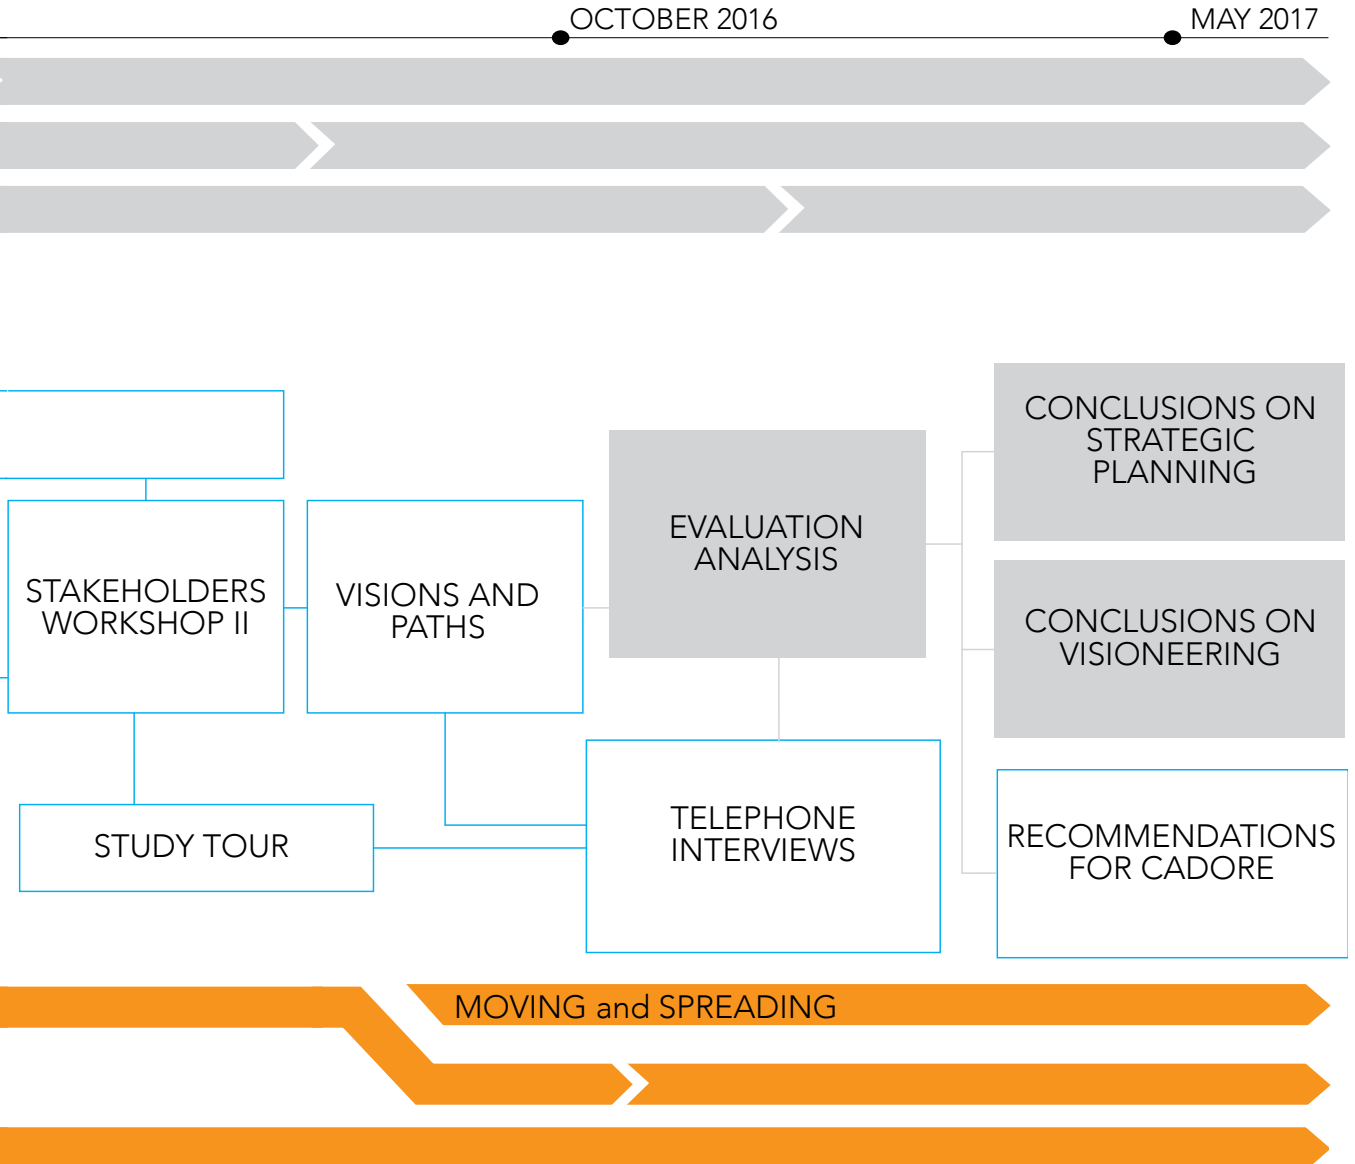 OCTOBER 2016
MAY 2017
CONCLUSIONS ON
STRATEGIC
PLANNING
EVALUATION
ANALYSIS
STAKEHOLDERS
WORKSHOP II
VISIONS AND
PATHS
CONCLUSIONS ON
VISIONEERING
STUDY TOUR
TELEPHONE
INTERVIEWS
RECOMMENDATIONS
FOR CADORE
MOVING and SPREADING